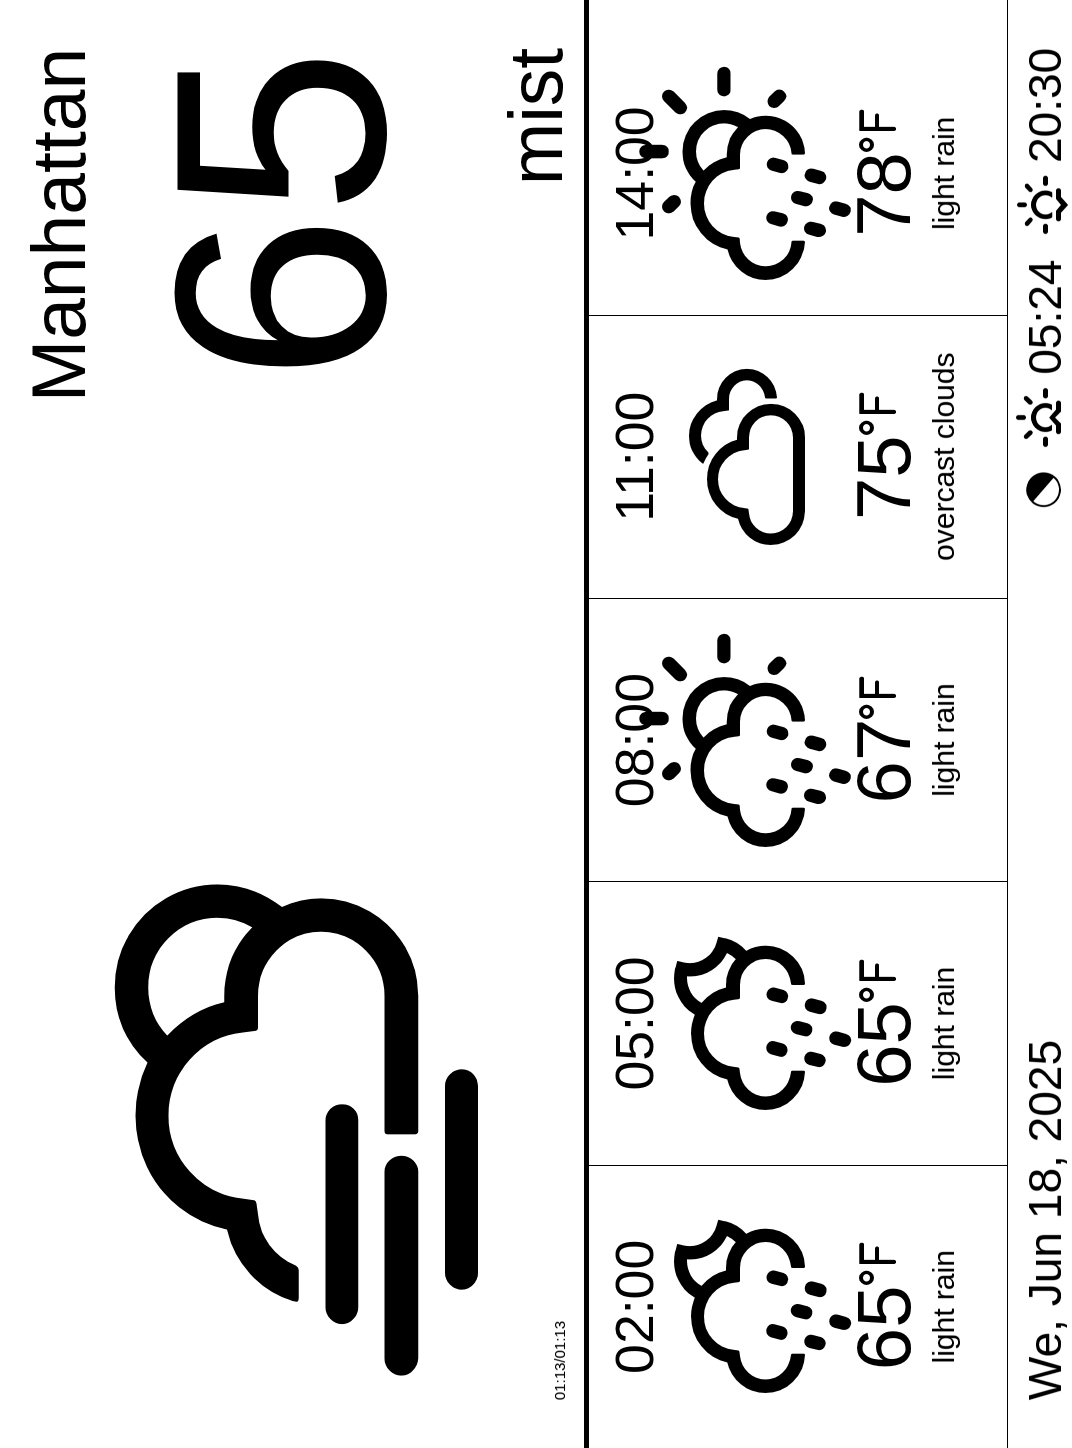 Manhattan
65
mist
01:13/01:13
02:00 05:00 08:00 11:00 14:00
65°F 65°F 67°F 75°F 78°F
light rain light rain light rain overcast clouds light rain
We, Jun 18, 2025 05:24 20:30